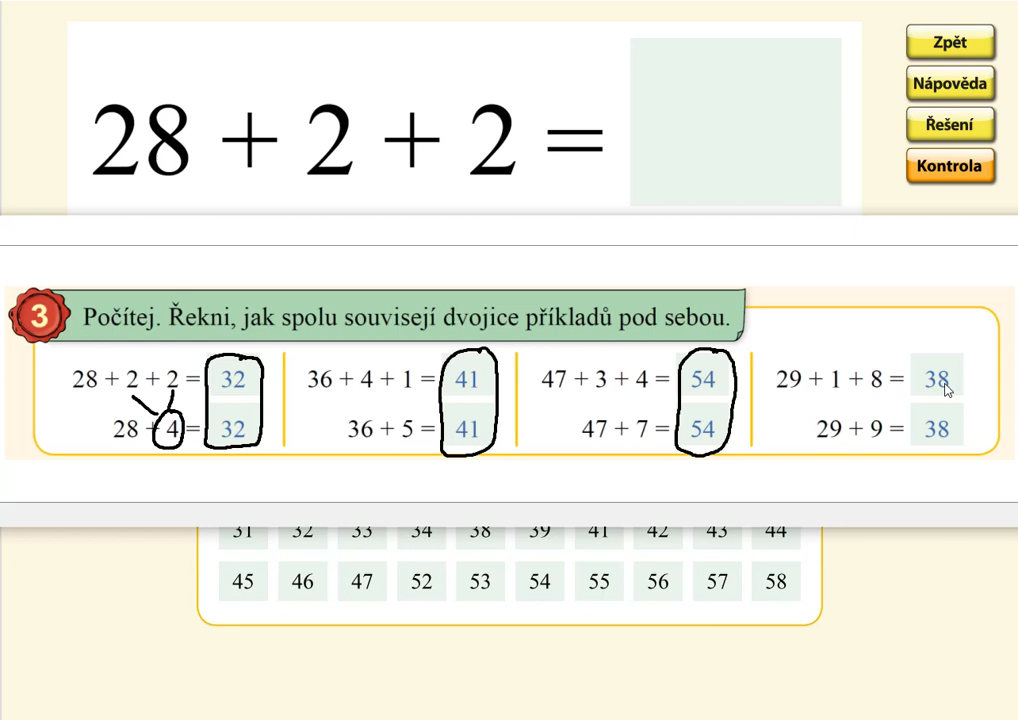 28 + 2 + 2 =
Zpět
Nápověda
Řešení
Kontrola
3 Počítej. Řekni, jak spolu souvisejí dvojice příkladů pod sebou.
28 + 2 + 2 = 32 36 + 4 + 1 = 41 47 + 3 + 4 = 54 29 + 1 + 8 = 38
28 + 4 = 32 36 + 5 = 41 47 + 7 = 54 29 + 9 = 38
31 32 33 34 38 39 41 42 43 44
45 46 47 52 53 54 55 56 57 58